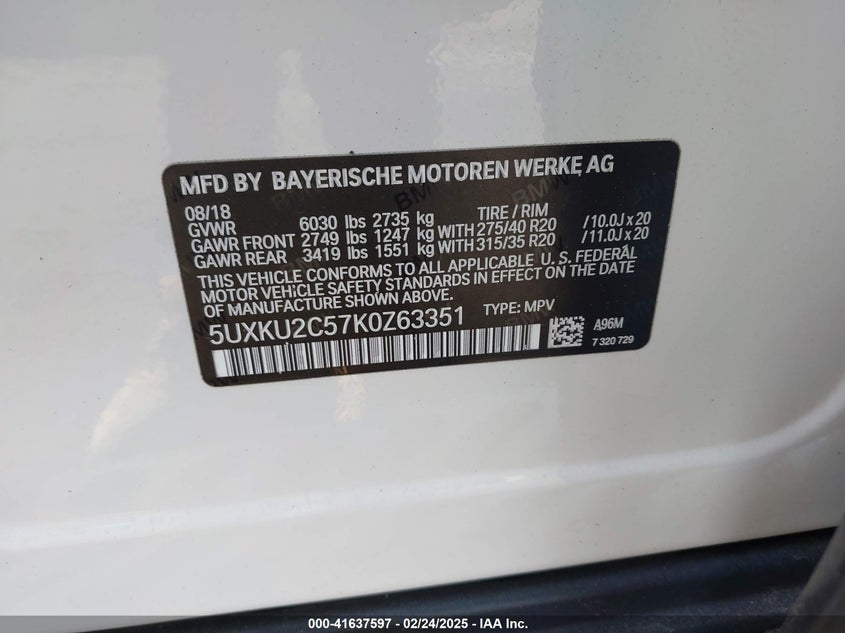 MFD BY BAYERISCHE MOTOREN WERKE AG
08/18 TIRE / RIM
GVWR 6030 lbs 2735 kg
GAWR FRONT 2749 lbs 1247 kg WITH 275/40 R20 /10.0J x 20
GAWR REAR 3419 lbs 1551 kg WITH 315/35 R20 /11.0J x 20
THIS VEHICLE CONFORMS TO ALL APPLICABLE U.S. FEDERAL
MOTOR VEHICLE SAFETY STANDARDS IN EFFECT ON THE DATE
OF MANUFACTURE SHOWN ABOVE.
5UXKU2C57K0Z63351 TYPE: MPV
A96M
7 320 729
000-41637597 - 02/24/2025 - IAA Inc.